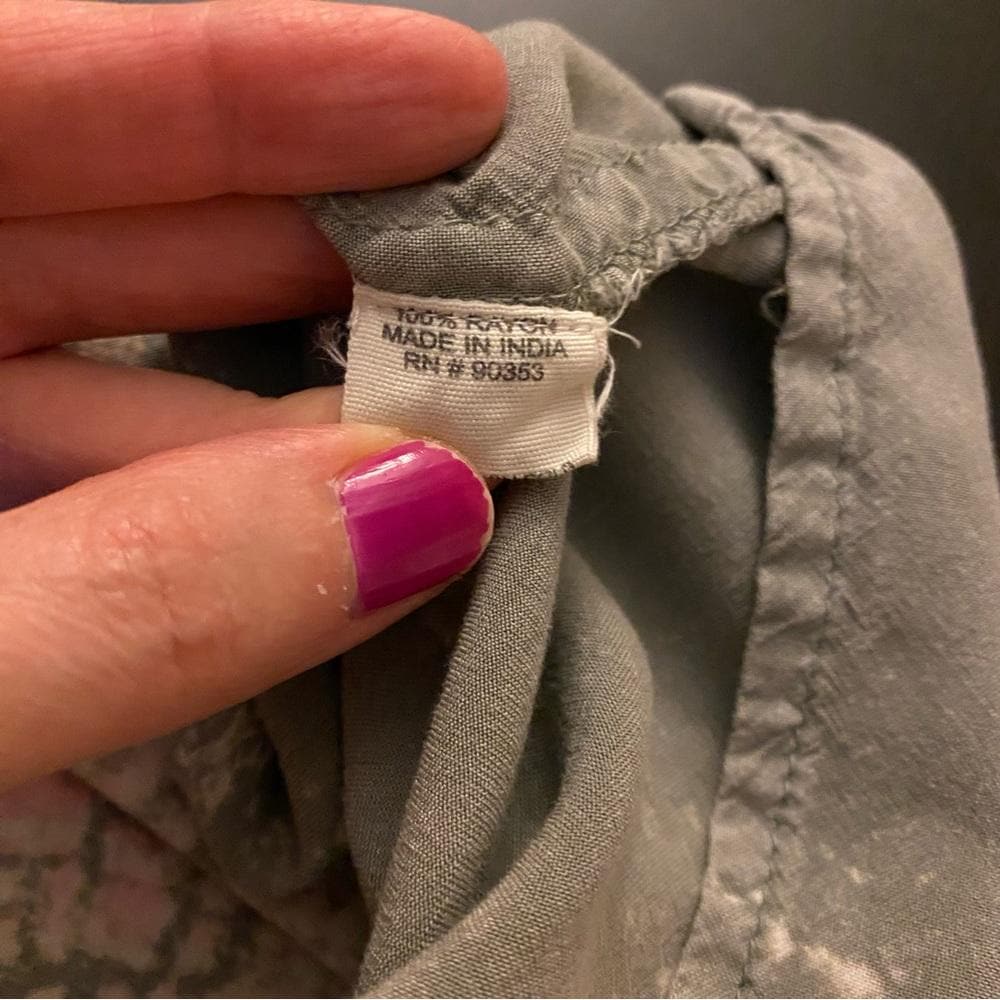 100% RAYON
MADE IN INDIA
RN # 90353